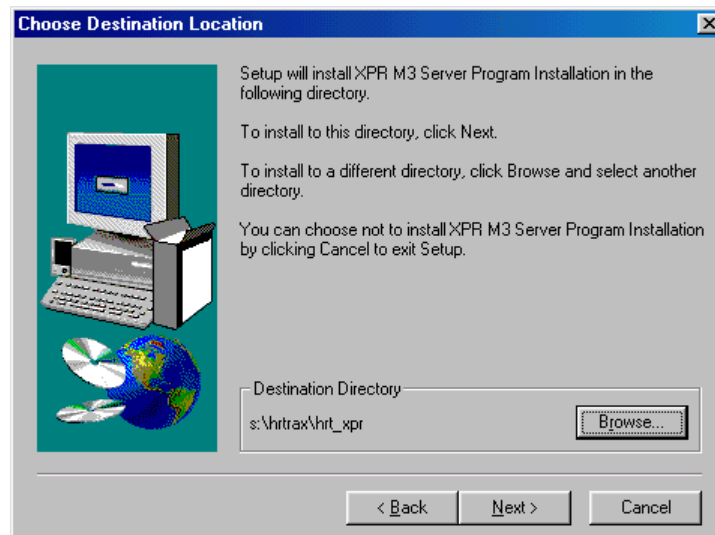 Choose Destination Location
Setup will install XPR M3 Server Program Installation in the
following directory.
To install to this directory, click Next.
To install to a different directory, click Browse and select another
directory.
You can choose not to install XPR M3 Server Program Installation
by clicking Cancel to exit Setup.
Destination Directory
s:\hrtrax\hrt_xpr
Browse...
< Back
Next >
Cancel